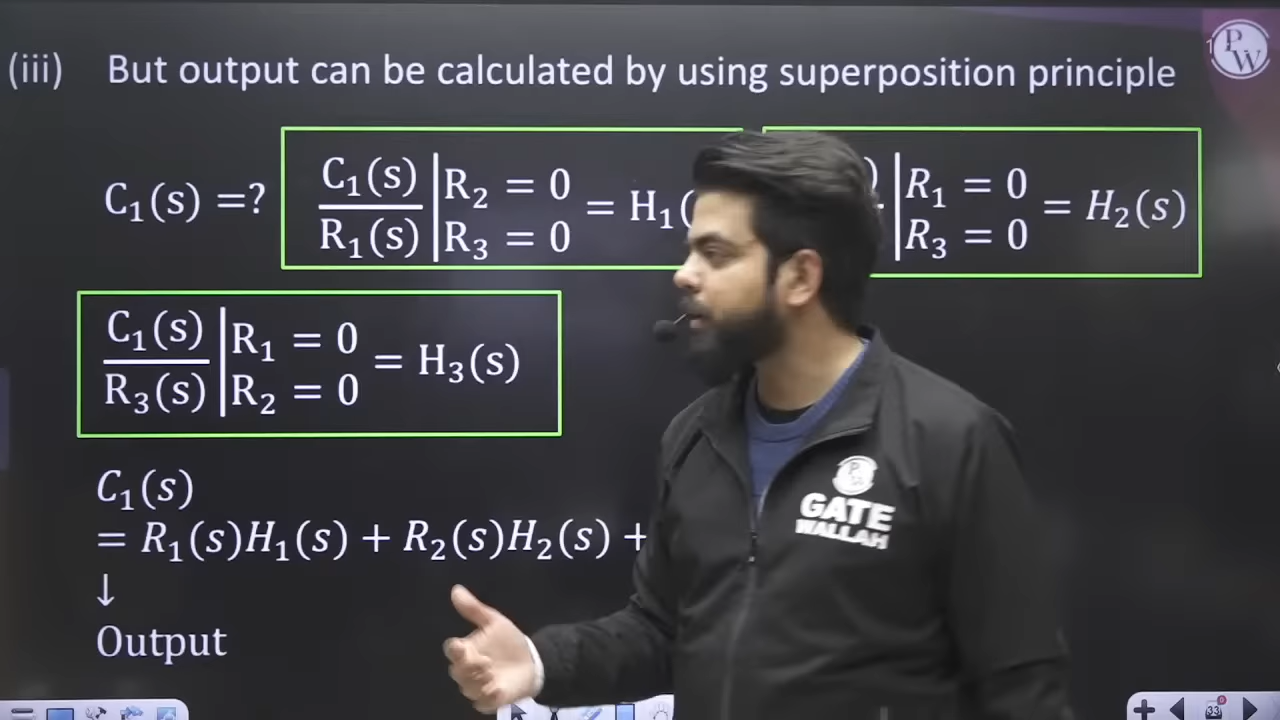 (iii) But output can be calculated by using superposition principle
C₁(s) =? C₁(s)/R₁(s) | R₂ = 0 R₃ = 0 = H₁( ) | R₁ = 0 R₃ = 0 = H₂(s)
C₁(s)/R₃(s) | R₁ = 0 R₂ = 0 = H₃(s)
C₁(s)
= R₁(s)H₁(s) + R₂(s)H₂(s) +
↓
Output
PW
GATE
WALLAH
33